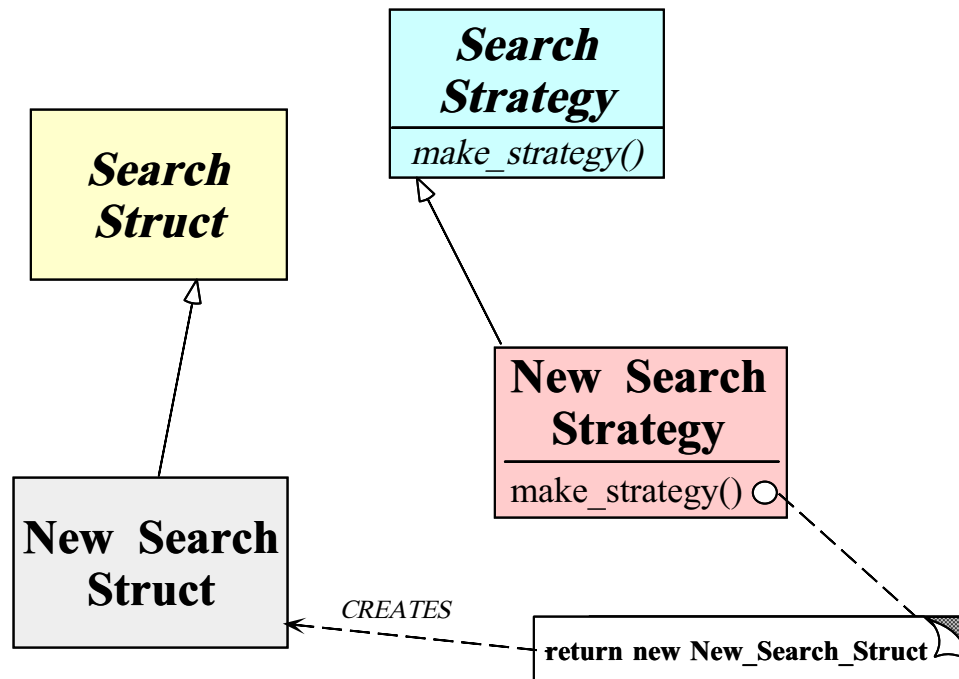 Search
Strategy
make_strategy()
Search
Struct
New Search
Strategy
make_strategy()
New Search
Struct
CREATES
return new New_Search_Struct